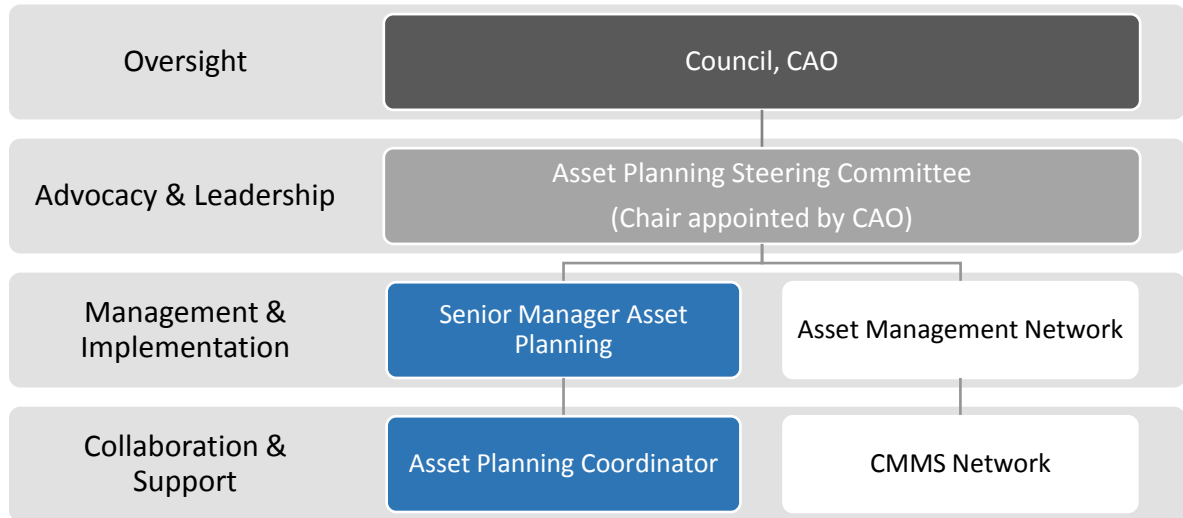 Oversight
Council, CAO
Advocacy & Leadership
Asset Planning Steering Committee
(Chair appointed by CAO)
Management &
Implementation
Senior Manager Asset
Planning
Asset Management Network
Collaboration &
Support
Asset Planning Coordinator
CMMS Network